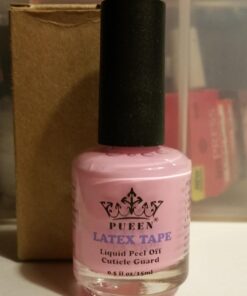 PUEEN®
LATEX TAPE
Liquid Peel Off
Cuticle Guard
0.5 fl oz/15ml